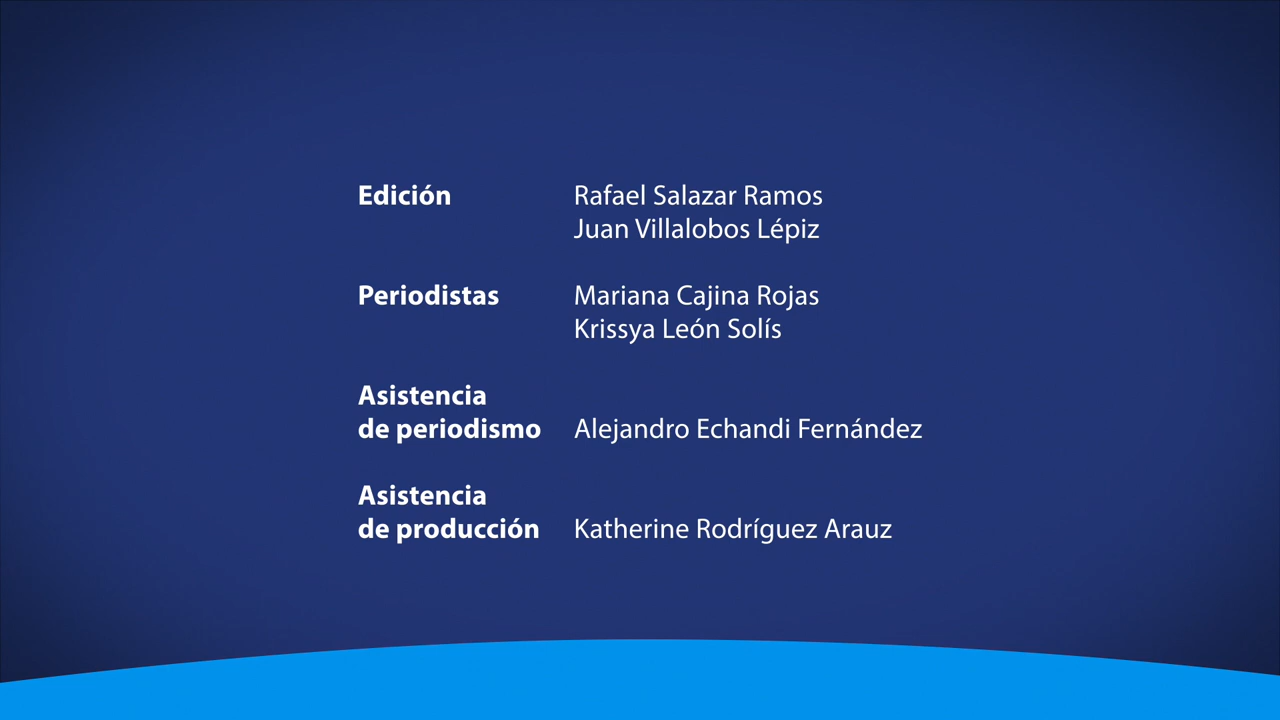 Edición Rafael Salazar Ramos
Juan Villalobos Lépiz
Periodistas Mariana Cajina Rojas
Krissya León Solís
Asistencia
de periodismo Alejandro Echandi Fernández
Asistencia
de producción Katherine Rodríguez Arauz